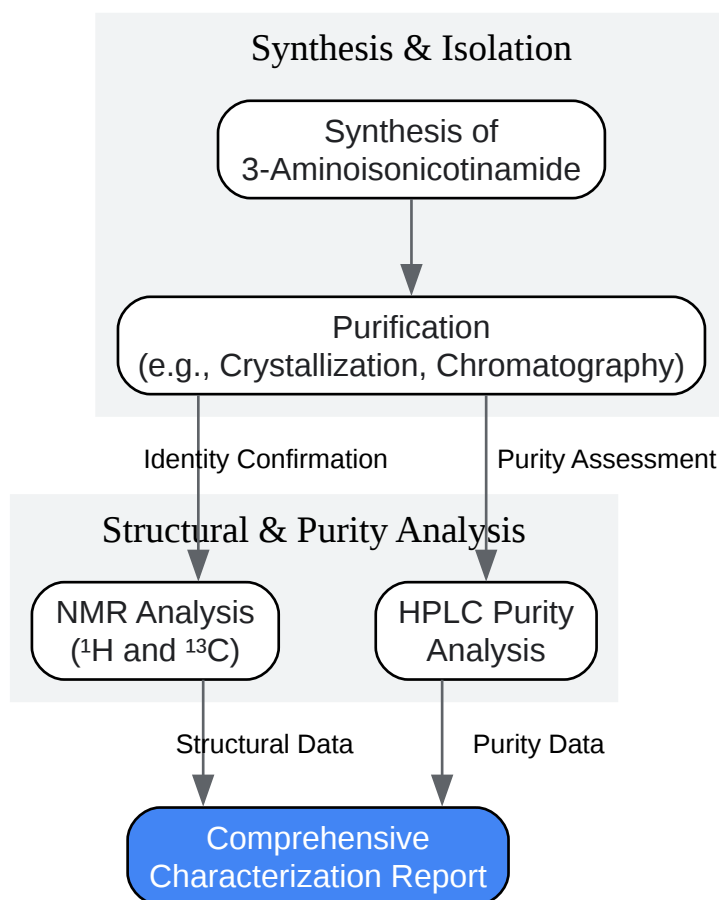 Synthesis & Isolation
Synthesis of
3-Aminoisonicotinamide
Purification
(e.g., Crystallization, Chromatography)
Identity Confirmation
Purity Assessment
Structural & Purity Analysis
NMR Analysis
(¹H and ¹³C)
HPLC Purity
Analysis
Structural Data
Purity Data
Comprehensive
Characterization Report